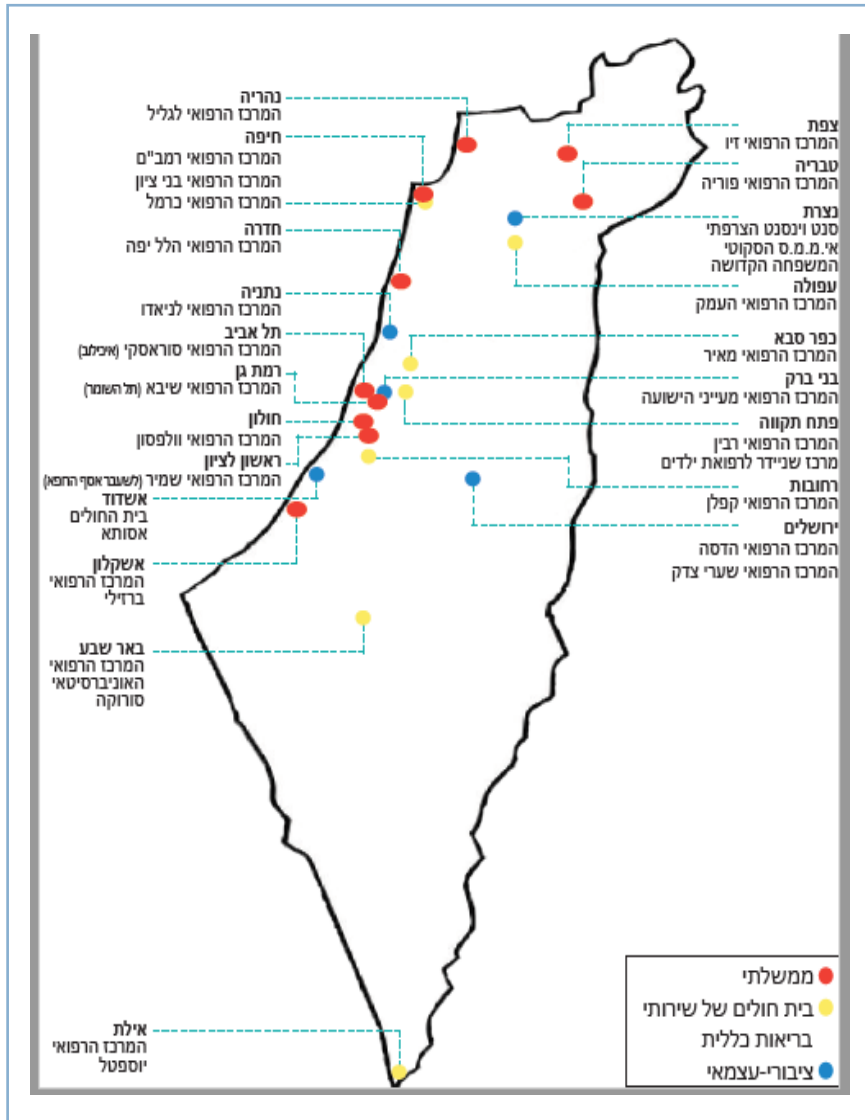 צפת
המרכז הרפואי זיו
טבריה
המרכז הרפואי פוריה
נצרת
סנט וינסנט הצרפתי
אי.מ.מ.ס הסקוטי
המשפחה הקדושה
עפולה
המרכז הרפואי העמק
כפר סבא
המרכז הרפואי מאיר
בני ברק
המרכז הרפואי מעייני הישועה
פתח תקווה
המרכז הרפואי רבין
מרכז שניידר לרפואת ילדים
רחובות
המרכז הרפואי קפלן
ירושלים
המרכז הרפואי הדסה
המרכז הרפואי שערי צדק
נהריה
המרכז הרפואי לגליל
חיפה
המרכז הרפואי רמב"ם
המרכז הרפואי בני ציון
המרכז הרפואי כרמל
חדרה
המרכז הרפואי הלל יפה
נתניה
המרכז הרפואי לניאדו
תל אביב
המרכז הרפואי סוראסקי (איכילוב)
רמת גן
המרכז הרפואי שיבא (תל השומר)
חולון
המרכז הרפואי וולפסון
ראשון לציון
המרכז הרפואי שמיר (לשעבר אסף הרופא)
אשדוד
בית החולים
אסותא
אשקלון
המרכז הרפואי
ברזילי
באר שבע
המרכז הרפואי
האוניברסיטאי
סורוקה
אילת
המרכז הרפואי
יוספטל
ממשלתי
בית חולים של שירותי
בריאות כללית
ציבורי-עצמאי